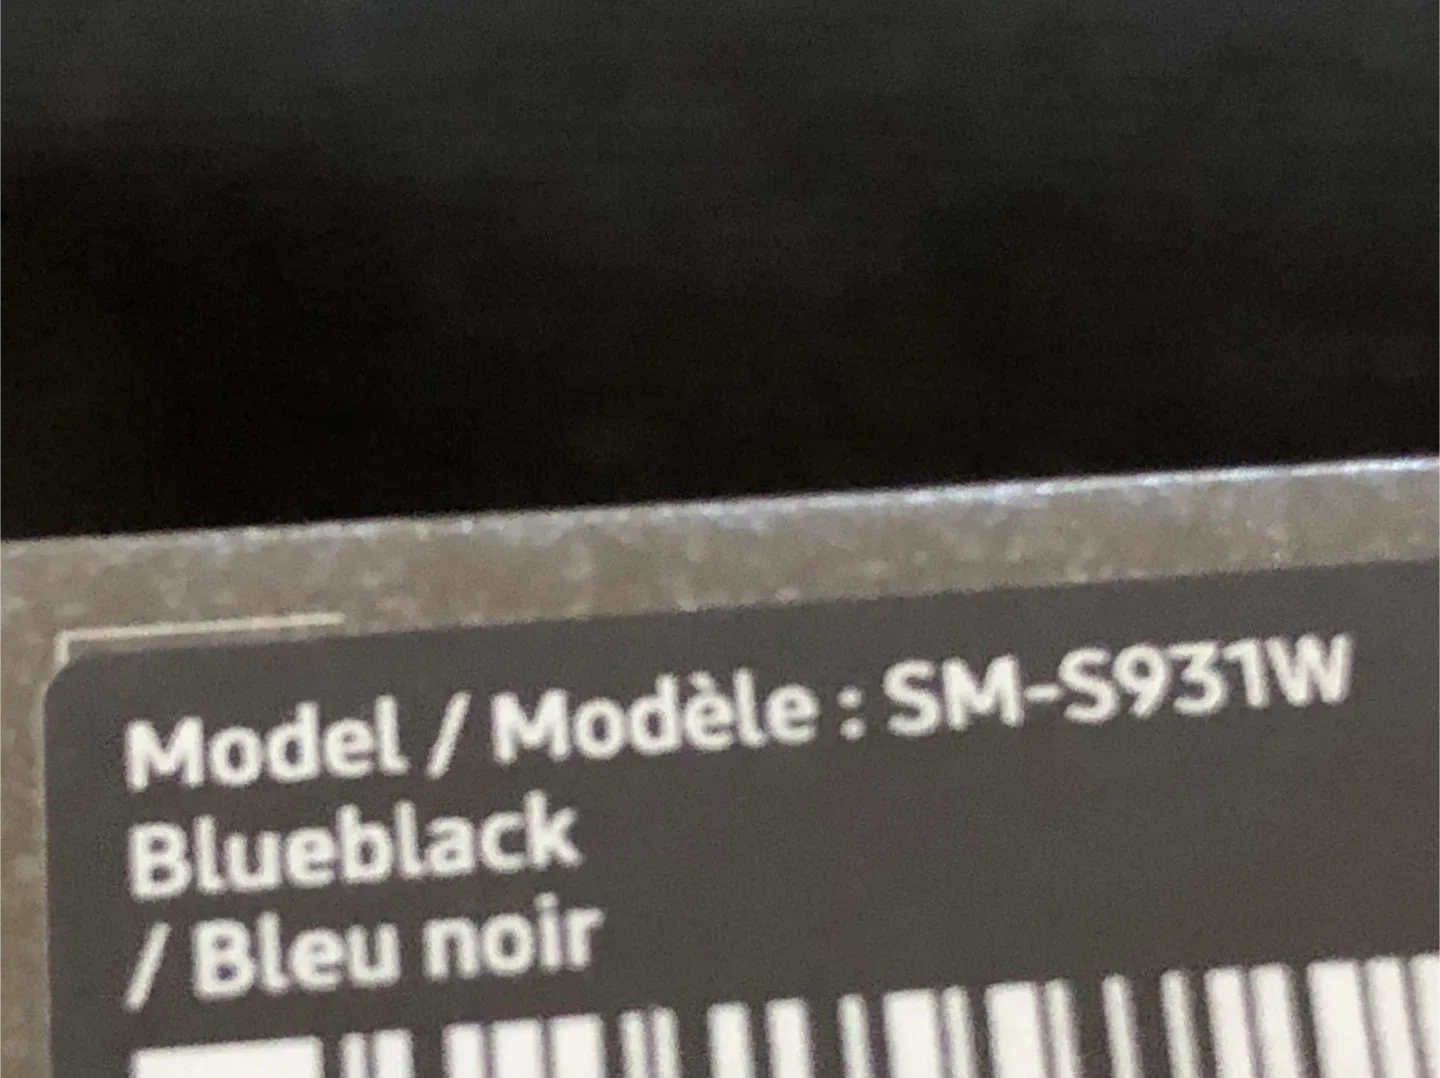 Model / Modèle : SM-S931W
Blueblack
/ Bleu noir